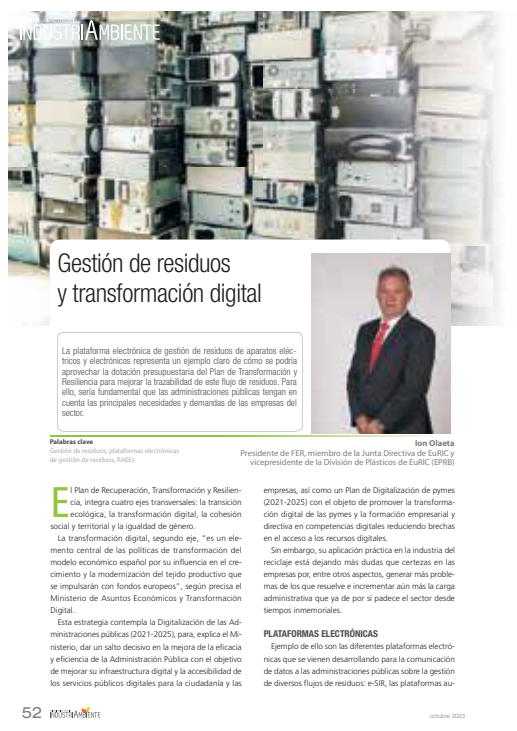 INDUSTRIAMBIENTE
Gestión de residuos
y transformación digital
La plataforma electrónica de gestión de residuos de aparatos eléc-
tricos y electrónicos representa un ejemplo claro de cómo se podría
aprovechar la dotación presupuestaria del Plan de Transformación y
Resiliencia para mejorar la trazabilidad de este flujo de residuos. Para
ello, sería fundamental que las administraciones públicas tengan en
cuenta las principales necesidades y demandas de las empresas del
sector.
Palabras clave
Gestión de residuos, plataformas electrónicas
de gestión de residuos, RAEEs
Ion Olaeta
Presidente de FER, miembro de la Junta Directiva de EuRIC y
vicepresidente de la División de Plásticos de EuRIC (EPRB)
El Plan de Recuperación, Transformación y Resilien-
cia, integra cuatro ejes transversales: la transición
ecológica, la transformación digital, la cohesión
social y territorial y la igualdad de género.
La transformación digital, segundo eje, “es un ele-
mento central de las políticas de transformación del
modelo económico español por su influencia en el cre-
cimiento y la modernización del tejido productivo que
se impulsarán con fondos europeos”, según precisa el
Ministerio de Asuntos Económicos y Transformación
Digital.
Esta estrategia contempla la Digitalización de las Ad-
ministraciones públicas (2021-2025), para, explica el Mi-
nisterio, dar un salto decisivo en la mejora de la eficacia
y eficiencia de la Administración Pública con el objetivo
de mejorar su infraestructura digital y la accesibilidad de
los servicios públicos digitales para la ciudadanía y las
empresas, así como un Plan de Digitalización de pymes
(2021-2025) con el objeto de promover la transforma-
ción digital de las pymes y la formación empresarial y
directiva en competencias digitales reduciendo brechas
en el acceso a los recursos digitales.
Sin embargo, su aplicación práctica en la industria del
reciclaje está dejando más dudas que certezas en las
empresas por, entre otros aspectos, generar más proble-
mas de los que resuelve e incrementar aún más la carga
administrativa que ya de por sí padece el sector desde
tiempos inmemoriales.
PLATAFORMAS ELECTRÓNICAS
Ejemplo de ello son las diferentes plataformas electró-
nicas que se vienen desarrollando para la comunicación
de datos a las administraciones públicas sobre la gestión
de diversos flujos de residuos: e-SIR, las plataformas au-
52
INDUSTRIAMBIENTE
octubre 2023